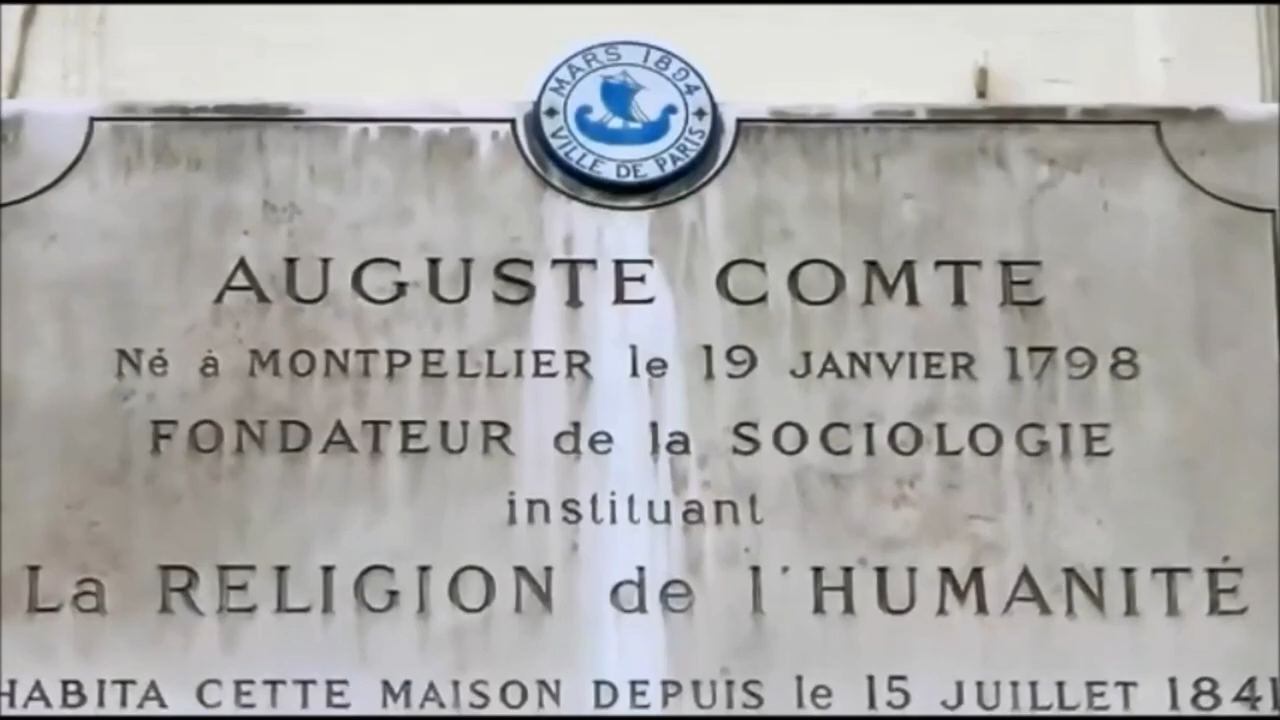 MARS 1894
VILLE DE PARIS
AUGUSTE COMTE
Né à MONTPELLIER le 19 JANVIER 1798
FONDATEUR de la SOCIOLOGIE
instituant
La RELIGION de l'HUMANITÉ
HABITA CETTE MAISON DEPUIS le 15 JUILLET 1841